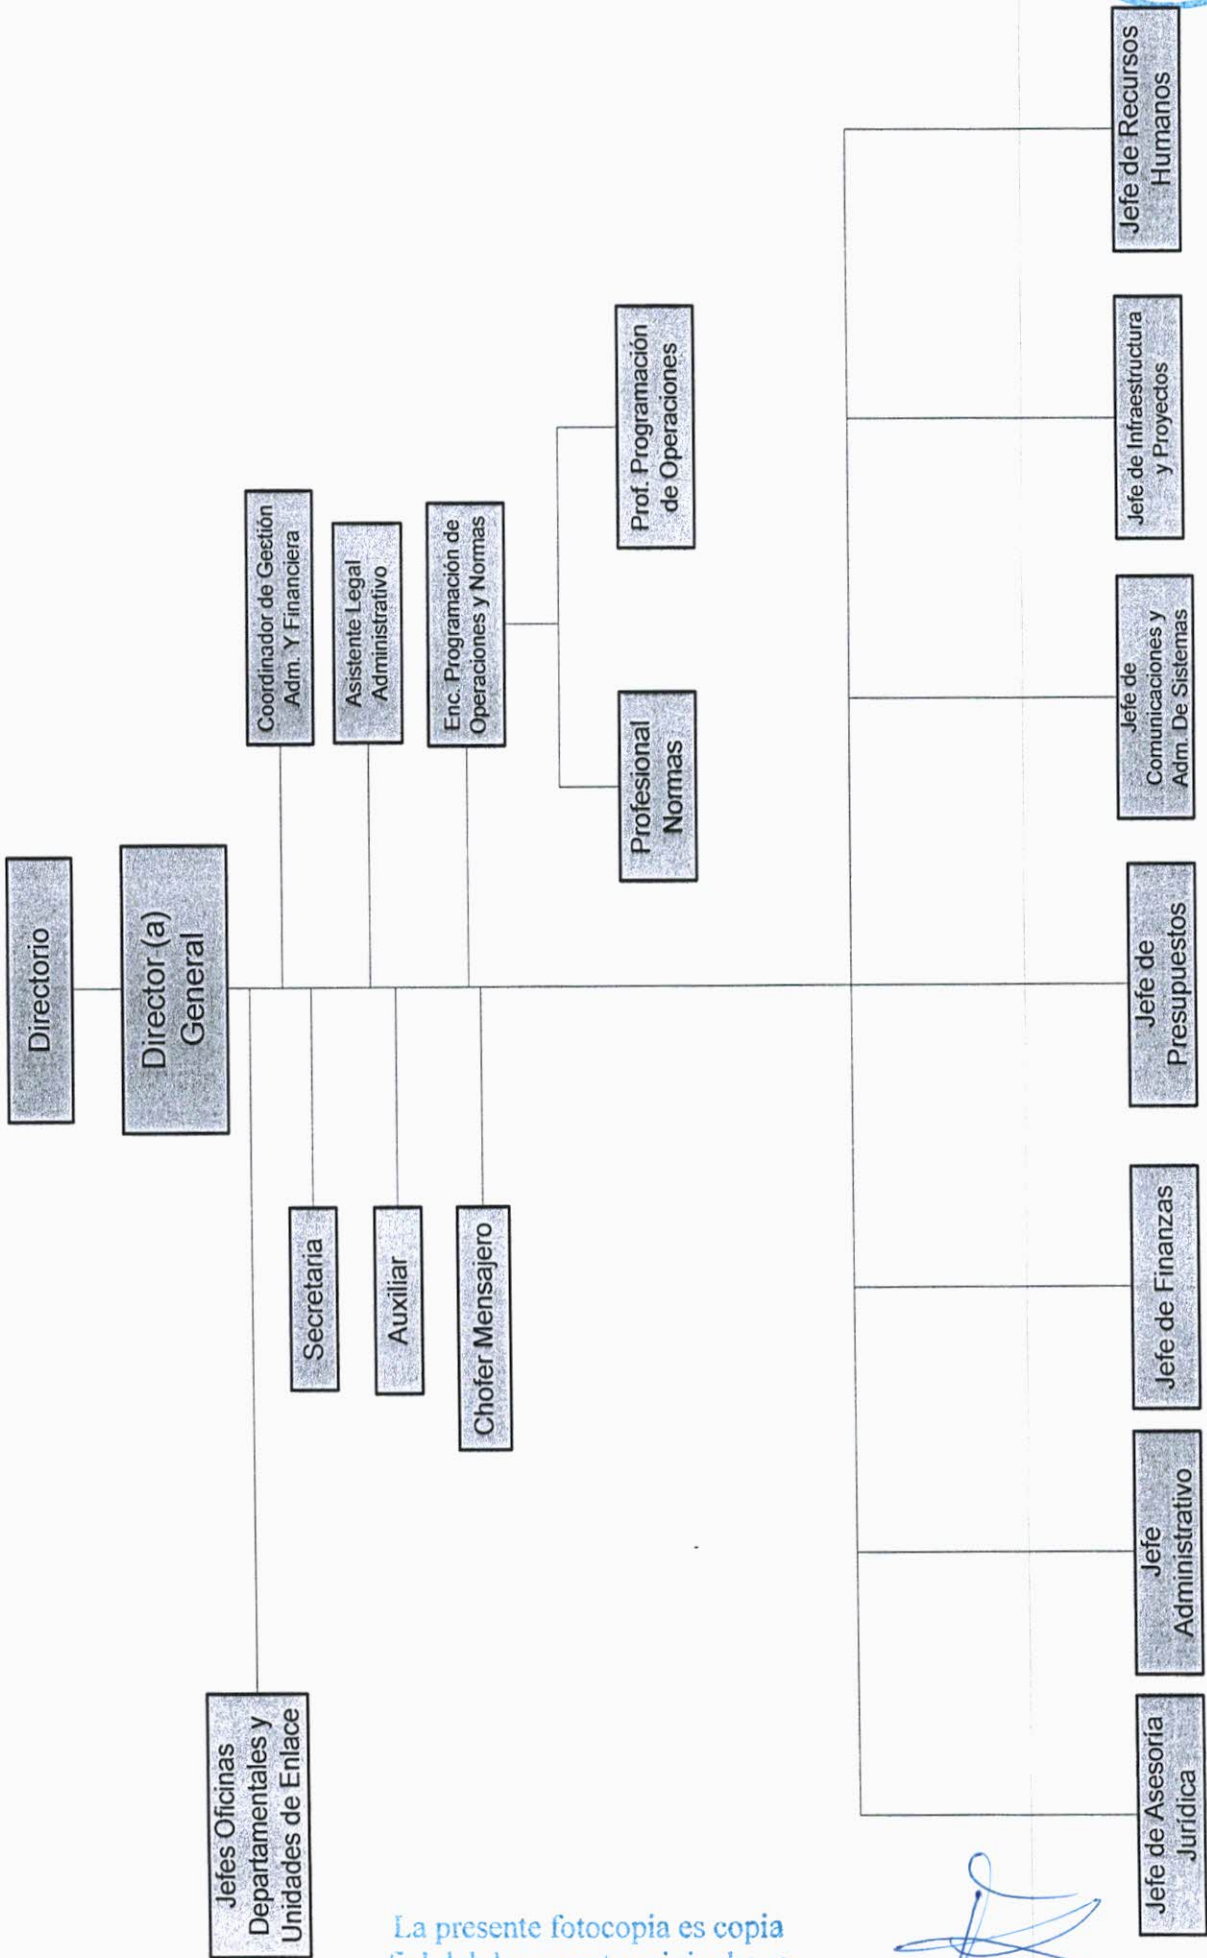 Directorio
Director (a)
General
Coordinador de Gestión
Adm. Y Financiera
Secretaria
Asistente Legal
Administrativo
Auxiliar
Enc. Programación de
Operaciones y Normas
Chofer Mensajero
Jefes Oficinas
Departamentales y
Unidades de Enlace
Profesional
Normas
Prof. Programación
de Operaciones
Jefe de Asesoría
Jurídica
Jefe
Administrativo
Jefe de Finanzas
Jefe de
Presupuestos
Jefe de
Comunicaciones y
Adm. De Sistemas
Jefe de Infraestructura
y Proyectos
Jefe de Recursos
Humanos
La presente fotocopia es copia